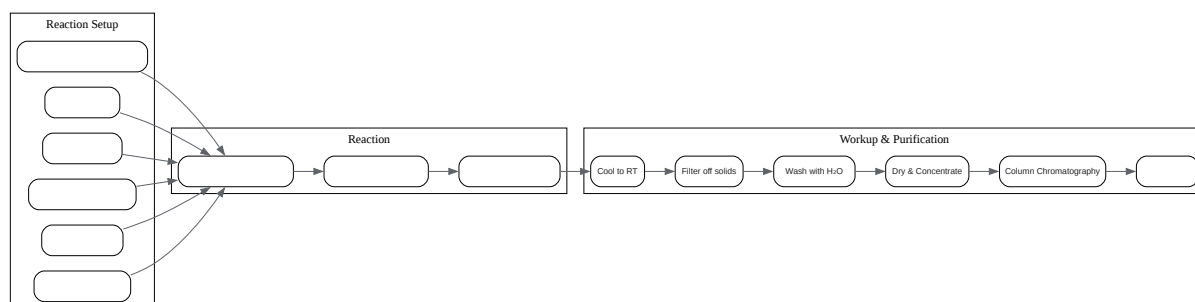 Reaction Setup
Reaction
Workup & Purification
Cool to RT
Filter off solids
Wash with H₂O
Dry & Concentrate
Column Chromatography